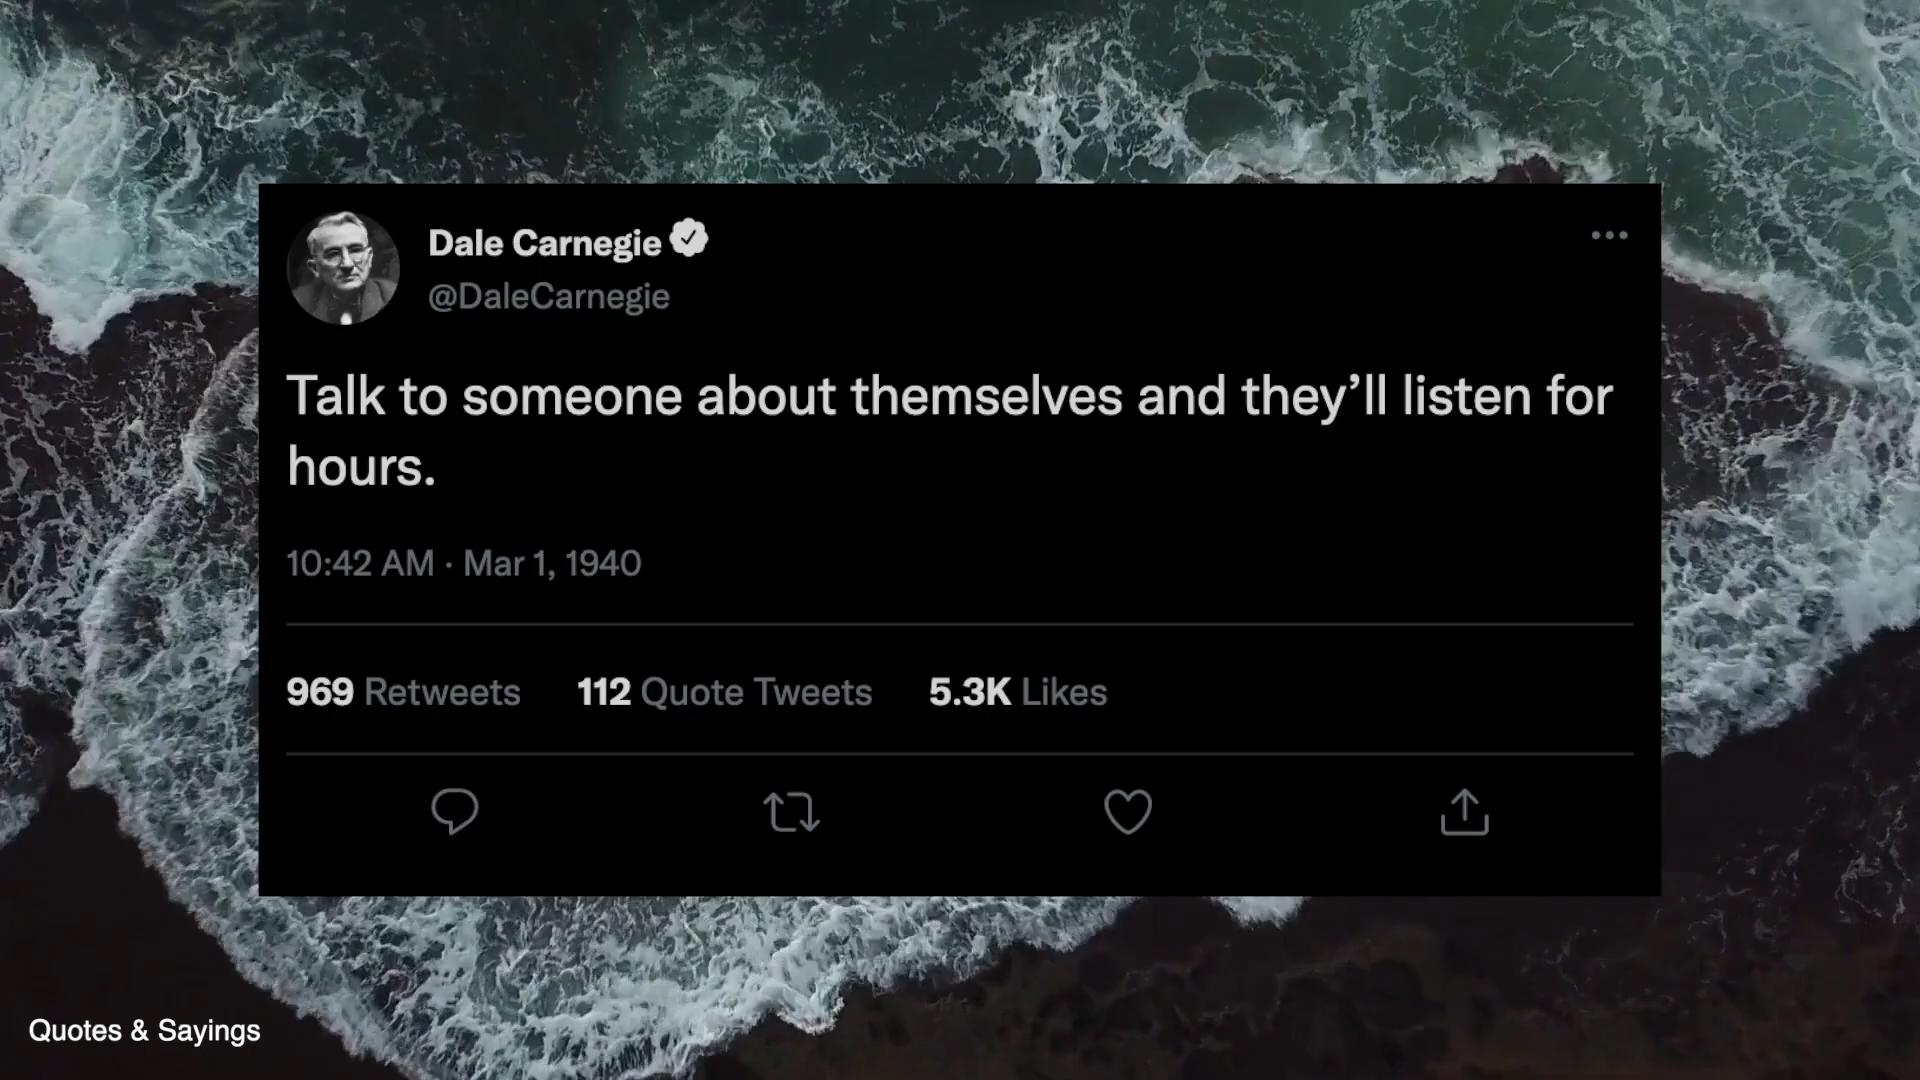 Dale Carnegie
@DaleCarnegie
Talk to someone about themselves and they’ll listen for
hours.
10:42 AM · Mar 1, 1940
969 Retweets 112 Quote Tweets 5.3K Likes
Quotes & Sayings